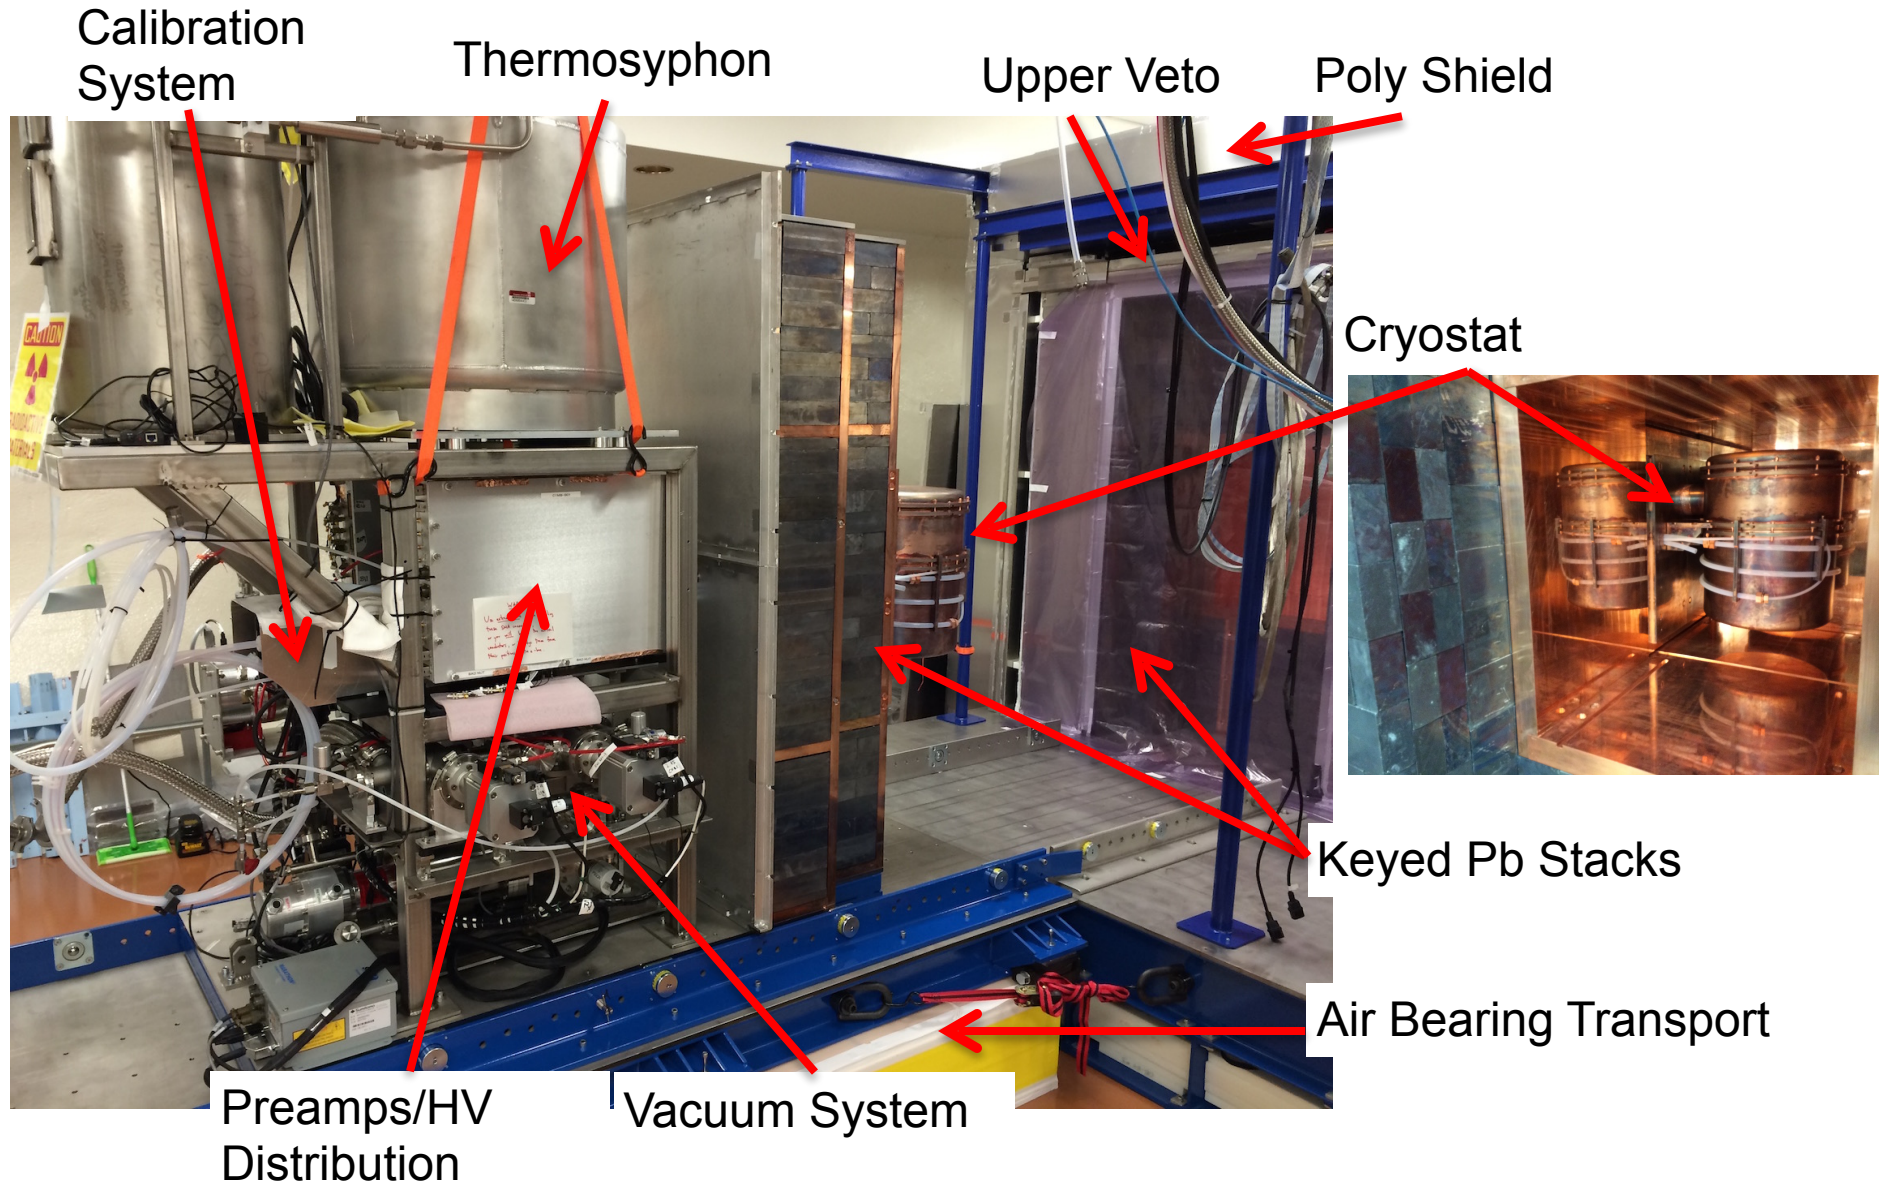 Calibration
System
Thermosyphon
Upper Veto
Poly Shield
Cryostat
CAUTION
Keyed Pb Stacks
Air Bearing Transport
Preamps/HV
Distribution
Vacuum System